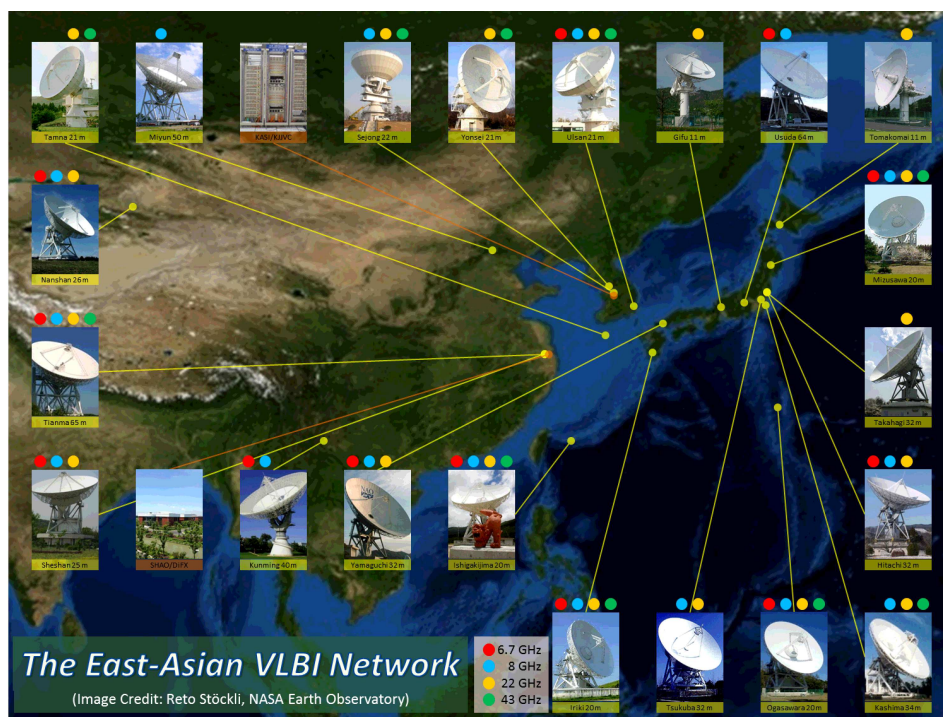 Tamna 21 m
Miyun 50 m
KASI/KJJVC
Sejong 22 m
Yonsei 21 m
Ulsan 21 m
Gifu 11 m
Usuda 64 m
Tomakomai 11 m
Nanshan 26 m
Mizusawa 20 m
Tianma 65 m
Takahagi 32 m
Sheshan 25 m
SHAO/DiFX
Kunming 40 m
Yamaguchi 32 m
Ishigakijima 20 m
Hitachi 32 m
Iriki 20 m
Tsukuba 32 m
Ogasawara 20 m
Kashima 34 m
The East-Asian VLBI Network
(Image Credit: Reto Stöckli, NASA Earth Observatory)
6.7 GHz
8 GHz
22 GHz
43 GHz